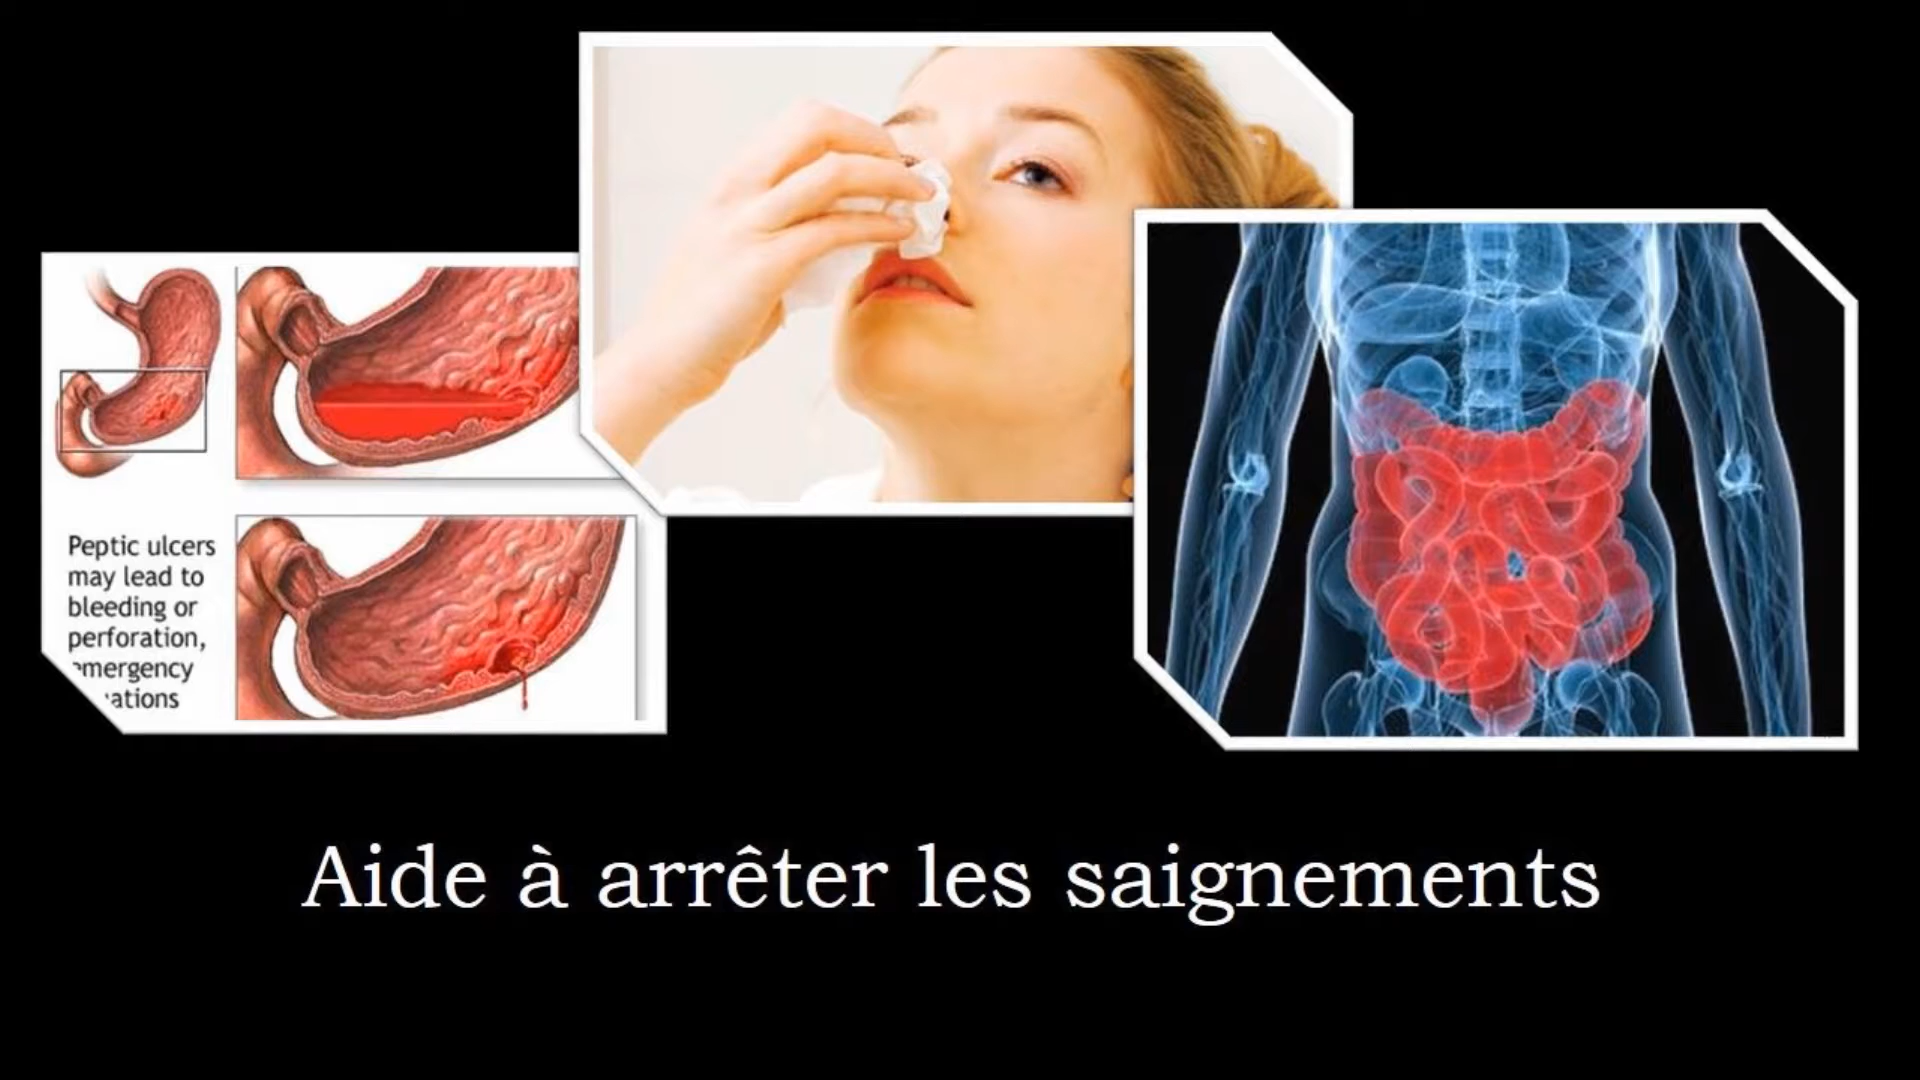 Peptic ulcers
may lead to
bleeding or
perforation,
Aide à arrêter les saignements